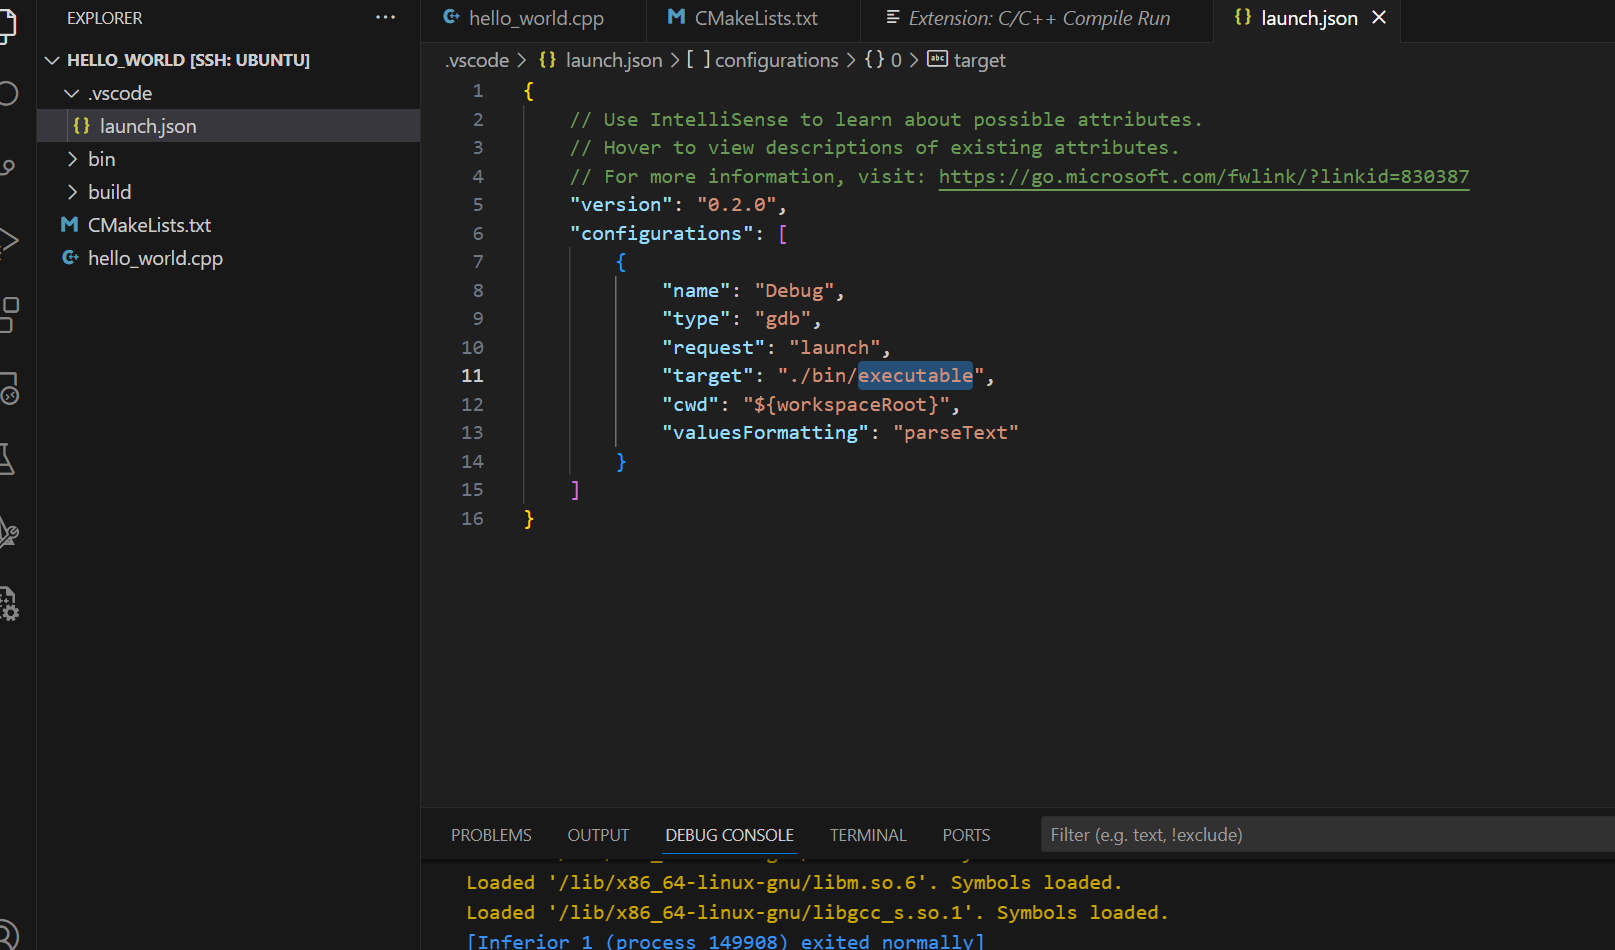 EXPLORER ...
HELLO_WORLD [SSH: UBUNTU]
.vscode
{} launch.json
bin
build
CMakeLists.txt
hello_world.cpp
hello_world.cpp
CMakeLists.txt
Extension: C/C++ Compile Run
{} launch.json
.vscode > {} launch.json > [ ] configurations > {} 0 > abc target
1 {
2 // Use IntelliSense to learn about possible attributes.
3 // Hover to view descriptions of existing attributes.
4 // For more information, visit: https://go.microsoft.com/fwlink/?linkid=830387
5 "version": "0.2.0",
6 "configurations": [
7 {
8 "name": "Debug",
9 "type": "gdb",
10 "request": "launch",
11 "target": "./bin/executable",
12 "cwd": "${workspaceRoot}",
13 "valuesFormatting": "parseText"
14 }
15 ]
16 }
PROBLEMS OUTPUT DEBUG CONSOLE TERMINAL PORTS Filter (e.g. text, !exclude)
Loaded '/lib/x86_64-linux-gnu/libm.so.6'. Symbols loaded.
Loaded '/lib/x86_64-linux-gnu/libgcc_s.so.1'. Symbols loaded.
[Inferior 1 (process 149908) exited normally]